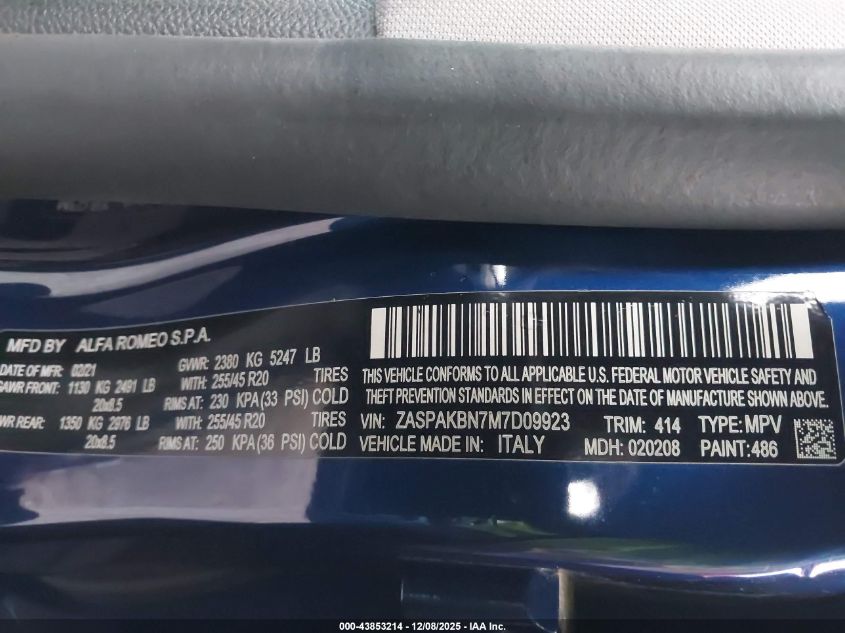 MFD BY ALFA ROMEO S.P.A.
DATE OF MFR: 02/21 GVWR: 2380 KG 5247 LB
GAWR FRONT: 1130 KG 2491 LB WITH: 255/45 R20 TIRES
20x8.5 RIMS AT: 230 KPA (33 PSI) COLD
WR REAR: 1350 KG 2976 LB WITH: 255/45 R20 TIRES
20x8.5 RIMS AT: 250 KPA (36 PSI) COLD
THIS VEHICLE CONFORMS TO ALL APPLICABLE U.S. FEDERAL MOTOR VEHICLE SAFETY AND
THEFT PREVENTION STANDARDS IN EFFECT ON THE DATE OF MANUFACTURE SHOWN ABOVE.
VIN: ZASPAKBN7M7D09923 TRIM: 414 TYPE: MPV
VEHICLE MADE IN: ITALY MDH: 020208 PAINT:486
000-43853214 - 12/08/2025 - IAA Inc.